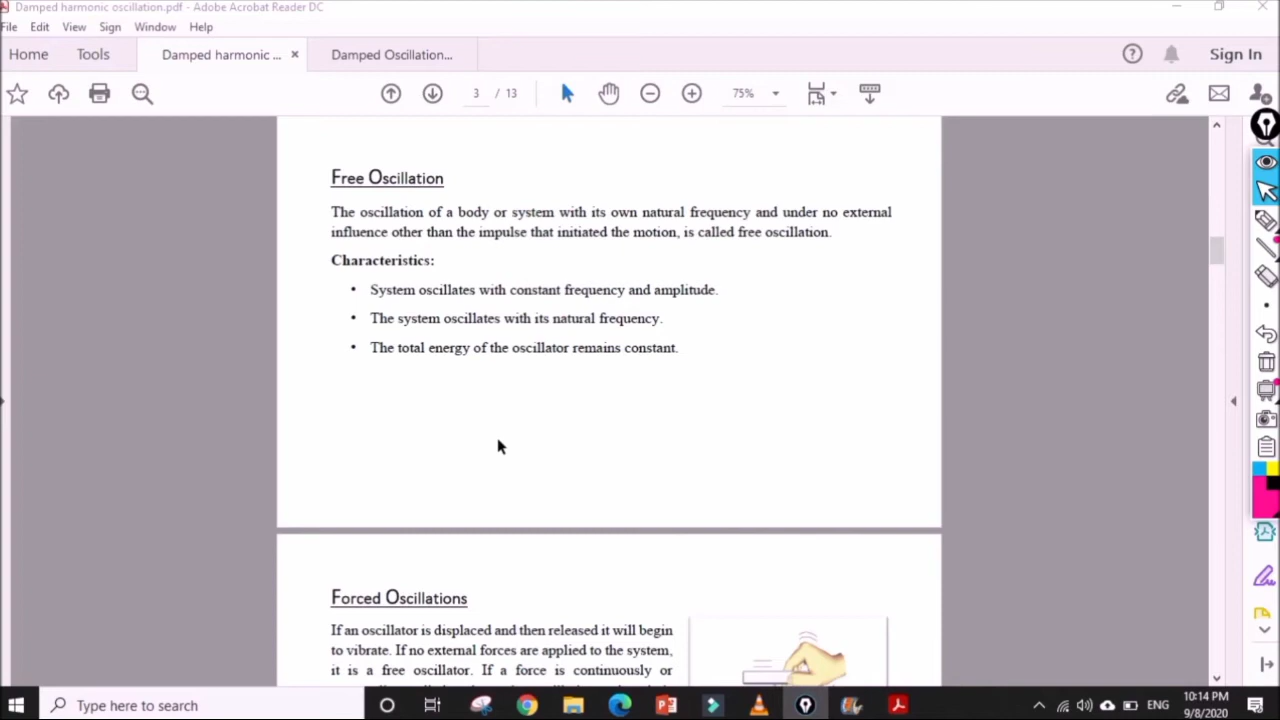 Damped harmonic oscillation.pdf - Adobe Acrobat Reader DC
File Edit View Sign Window Help
Home Tools Damped harmonic ... × Damped Oscillation... Sign In
3 / 13 75%
Free Oscillation
The oscillation of a body or system with its own natural frequency and under no external
influence other than the impulse that initiated the motion, is called free oscillation.
Characteristics:
• System oscillates with constant frequency and amplitude.
• The system oscillates with its natural frequency.
• The total energy of the oscillator remains constant.
Forced Oscillations
If an oscillator is displaced and then released it will begin
to vibrate. If no external forces are applied to the system,
it is a free oscillator. If a force is continuously or
Type here to search
ENG
10:14 PM
9/8/2020